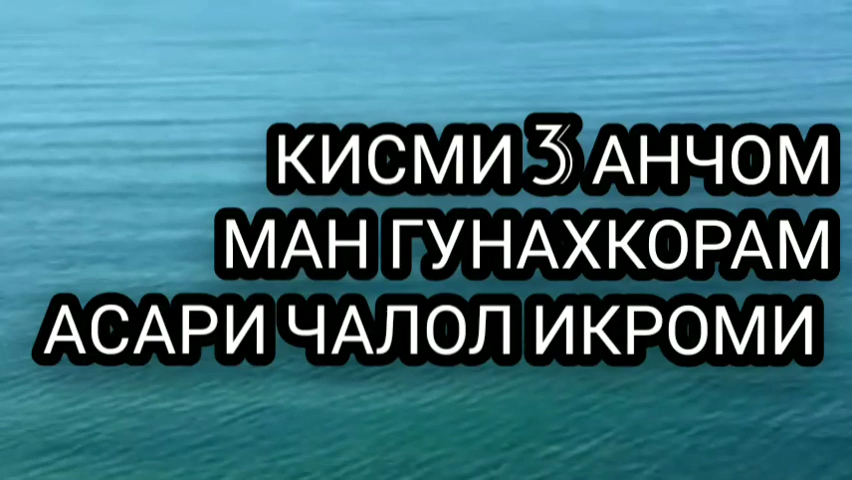 КИСМИ 3 АНЧОМ
МАН ГУНАХКОРАМ
АСАРИ ЧАЛОЛ ИКРОМИ